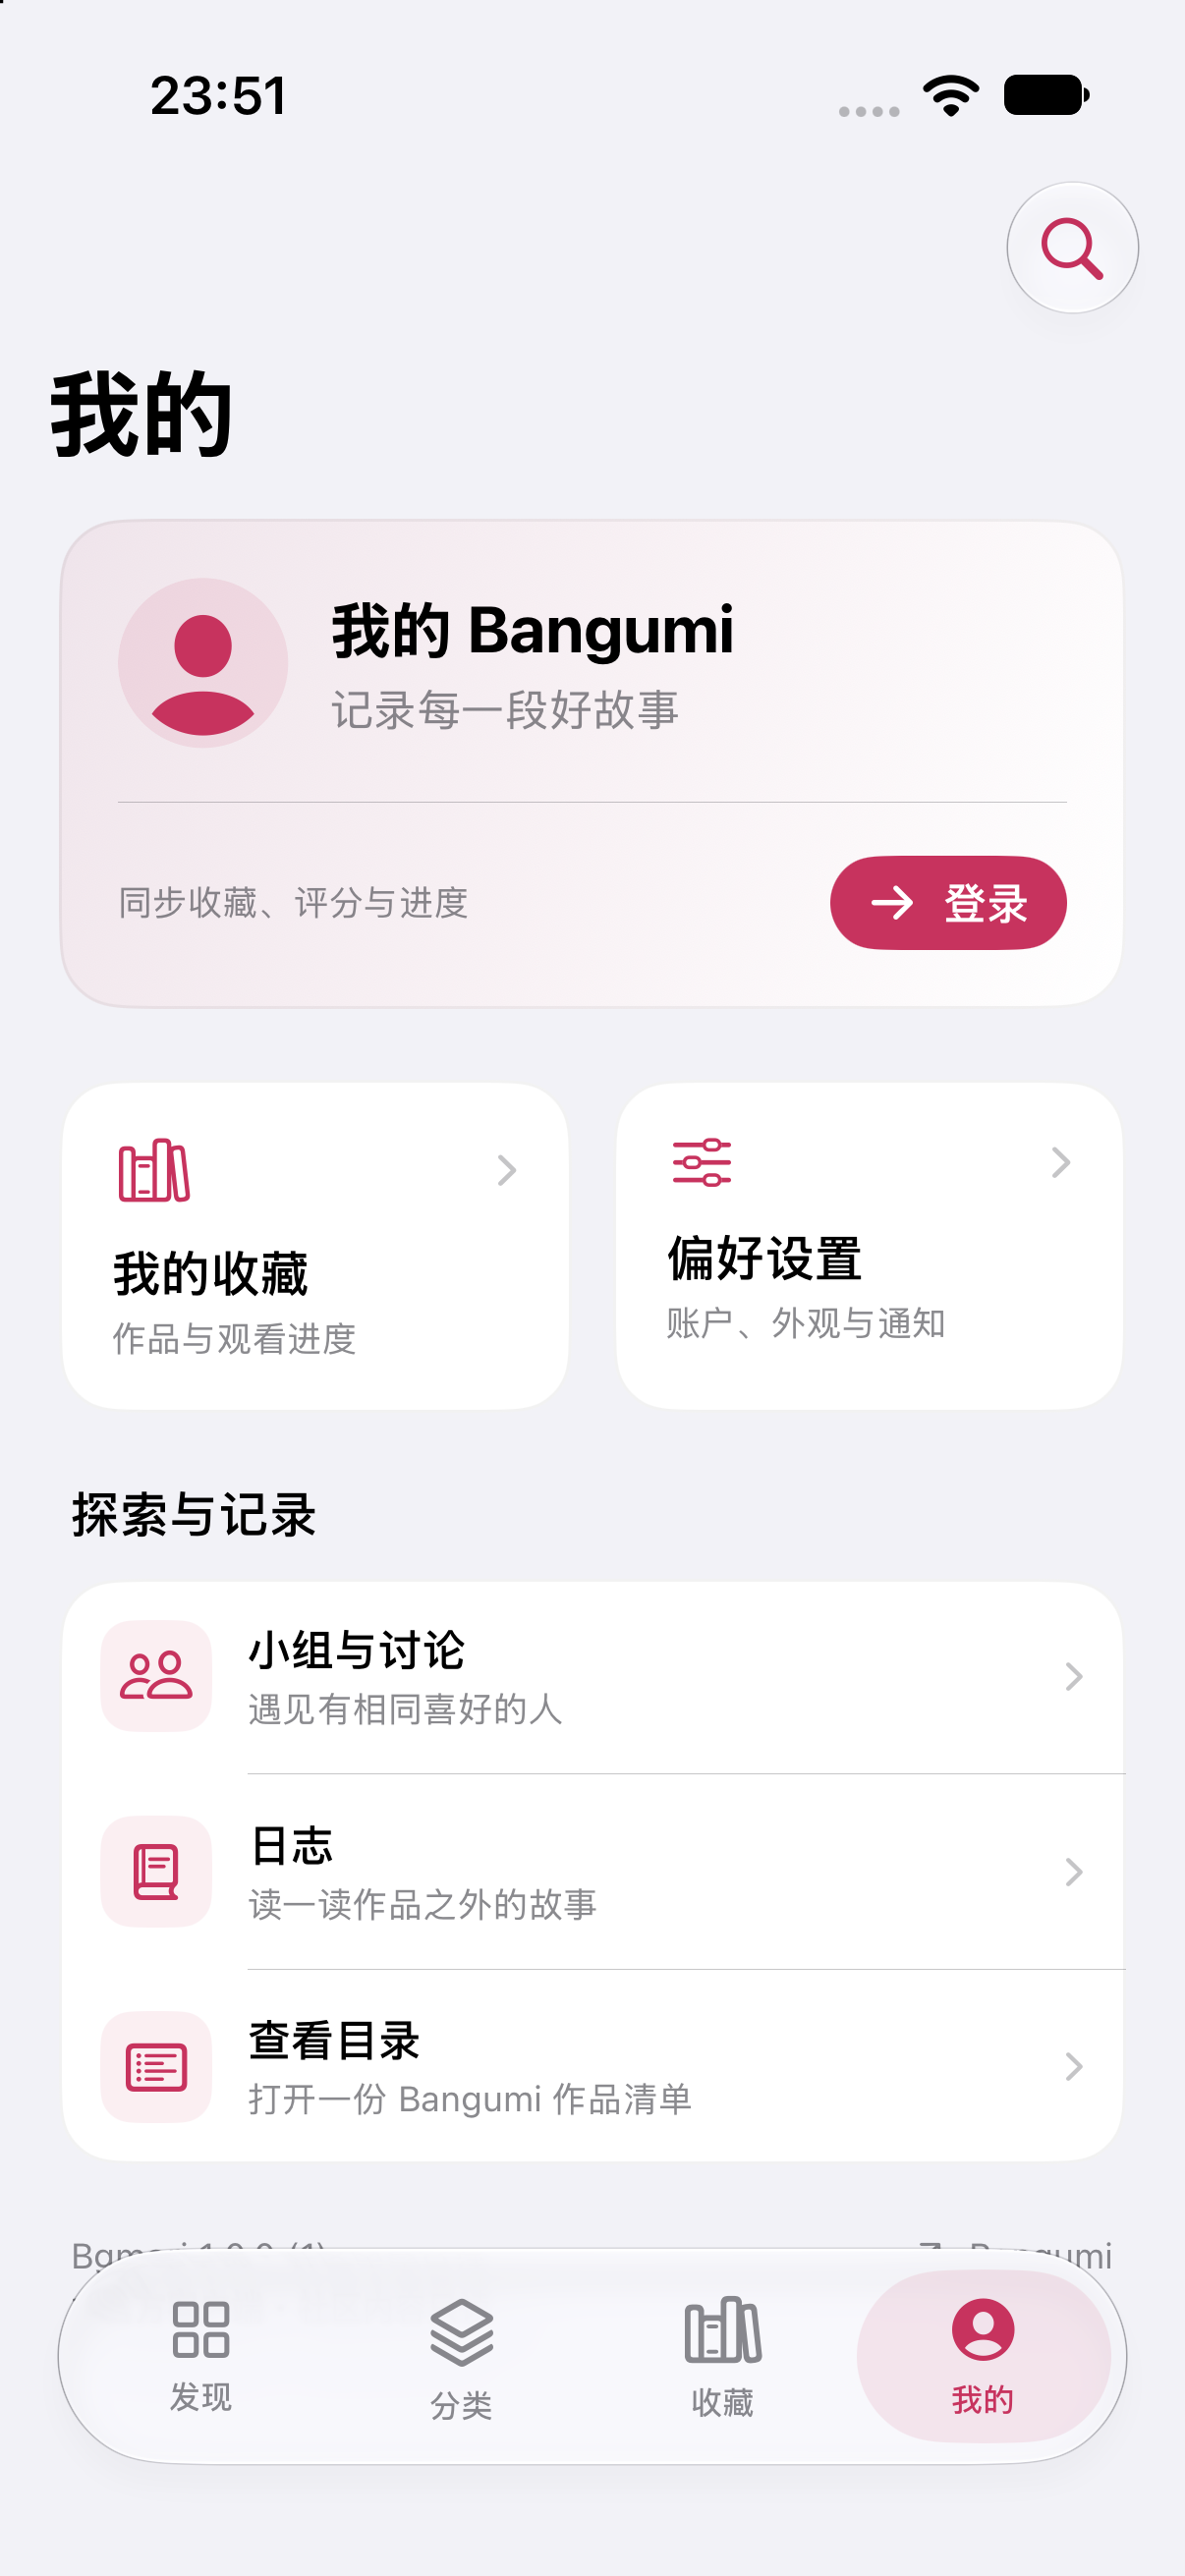 23:51
我的
我的 Bangumi
记录每一段好故事
同步收藏、评分与进度
登录
我的收藏
作品与观看进度
偏好设置
账户、外观与通知
探索与记录
小组与讨论
遇见有相同喜好的人
日志
读一读作品之外的故事
查看目录
打开一份 Bangumi 作品清单
Bangumi
发现
分类
收藏
我的